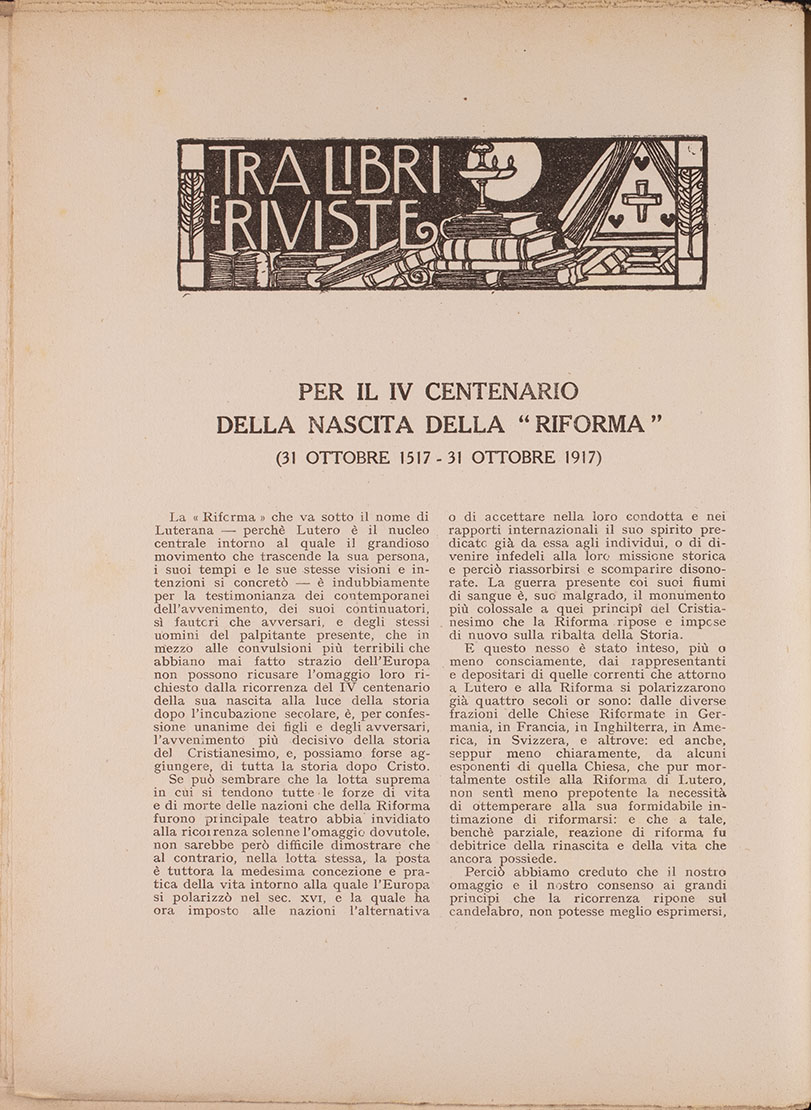 TRA LIBRI
E RIVISTE
PER IL IV CENTENARIO
DELLA NASCITA DELLA “ RIFORMA ”
(31 OTTOBRE 1517 - 31 OTTOBRE 1917)
La « Riforma » che va sotto il nome di
Luterana — perchè Lutero è il nucleo
centrale intorno al quale il grandioso
movimento che trascende la sua persona,
i suoi tempi e le sue stesse visioni e in-
tenzioni si concretò — è indubbiamente
per la testimonianza dei contemporanei
dell'avvenimento, dei suoi continuatori,
sì fautori che avversari, e degli stessi
uomini del palpitante presente, che in
mezzo alle convulsioni più terribili che
abbiano mai fatto strazio dell'Europa
non possono ricusare l'omaggio loro ri-
chiesto dalla ricorrenza del IV centenario
della sua nascita alla luce della storia
dopo l'incubazione secolare, è, per confes-
sione unanime dei figli e degli avversari,
l'avvenimento più decisivo della storia
del Cristianesimo, e, possiamo forse ag-
giungere, di tutta la storia dopo Cristo.
Se può sembrare che la lotta suprema
in cui si tendono tutte le forze di vita
e di morte delle nazioni che della Riforma
furono principale teatro abbia invidiato
alla ricorrenza solenne l'omaggio dovutole,
non sarebbe però difficile dimostrare che
al contrario, nella lotta stessa, la posta
è tuttora la medesima concezione e pra-
tica della vita intorno alla quale l'Europa
si polarizzò nel sec. XVI, e la quale ha
ora imposto alle nazioni l'alternativa
o di accettare nella loro condotta e nei
rapporti internazionali il suo spirito pre-
dicato già da essa agli individui, o di di-
venire infedeli alla loro missione storica
e perciò riassorbirsi e scomparire disono-
rate. La guerra presente coi suoi fiumi
di sangue è, suo malgrado, il monumento
più colossale a quei principî del Cristia-
nesimo che la Riforma ripose e impose
di nuovo sulla ribalta della Storia.
E questo nesso è stato inteso, più o
meno consciamente, dai rappresentanti
e depositari di quelle correnti che attorno
a Lutero e alla Riforma si polarizzarono
già quattro secoli or sono: dalle diverse
frazioni delle Chiese Riformate in Ger-
mania, in Francia, in Inghilterra, in Ame-
rica, in Svizzera, e altrove: ed anche,
seppur meno chiaramente, da alcuni
esponenti di quella Chiesa, che pur mor-
talmente ostile alla Riforma di Lutero,
non sentì meno prepotente la necessità
di ottemperare alla sua formidabile in-
timazione di riformarsi: e che a tale,
benchè parziale, reazione di riforma fu
debitrice della rinascita e della vita che
ancora possiede.
Perciò abbiamo creduto che il nostro
omaggio e il nostro consenso ai grandi
principi che la ricorrenza ripone sul
candelabro, non potesse meglio esprimersi,